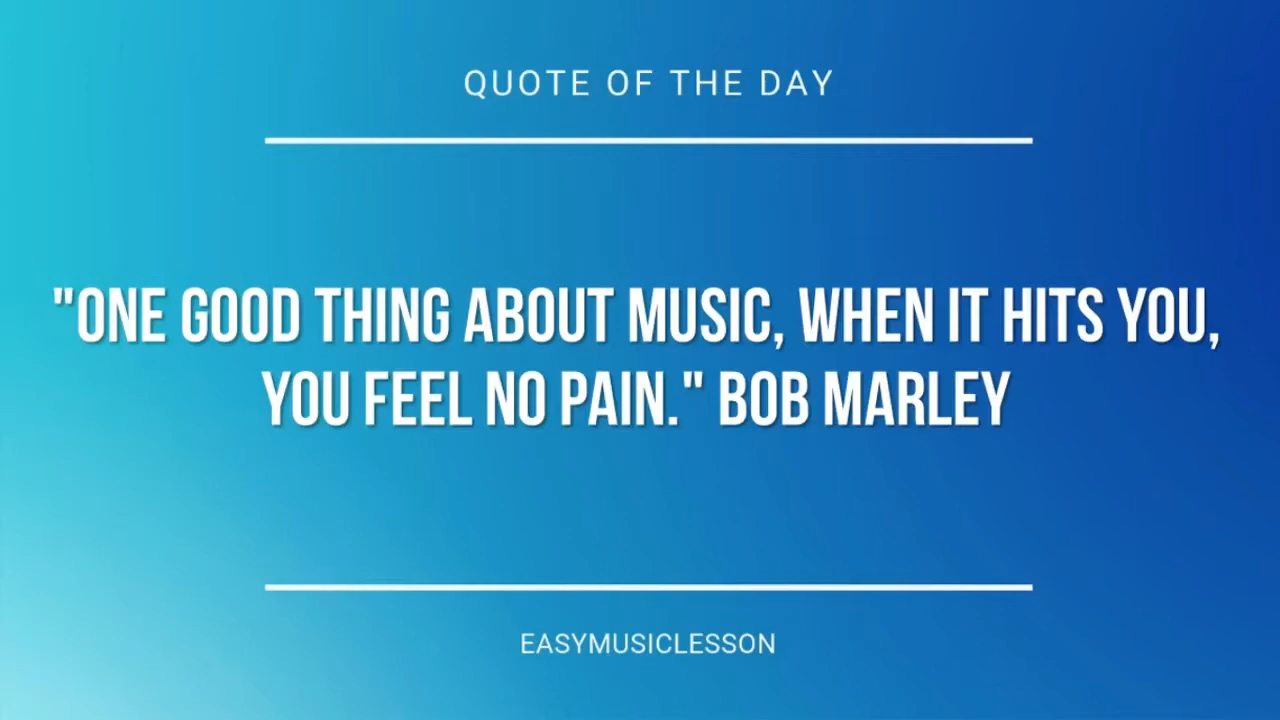 QUOTE OF THE DAY
"ONE GOOD THING ABOUT MUSIC, WHEN IT HITS YOU,
YOU FEEL NO PAIN." BOB MARLEY
EASYMUSICLESSON